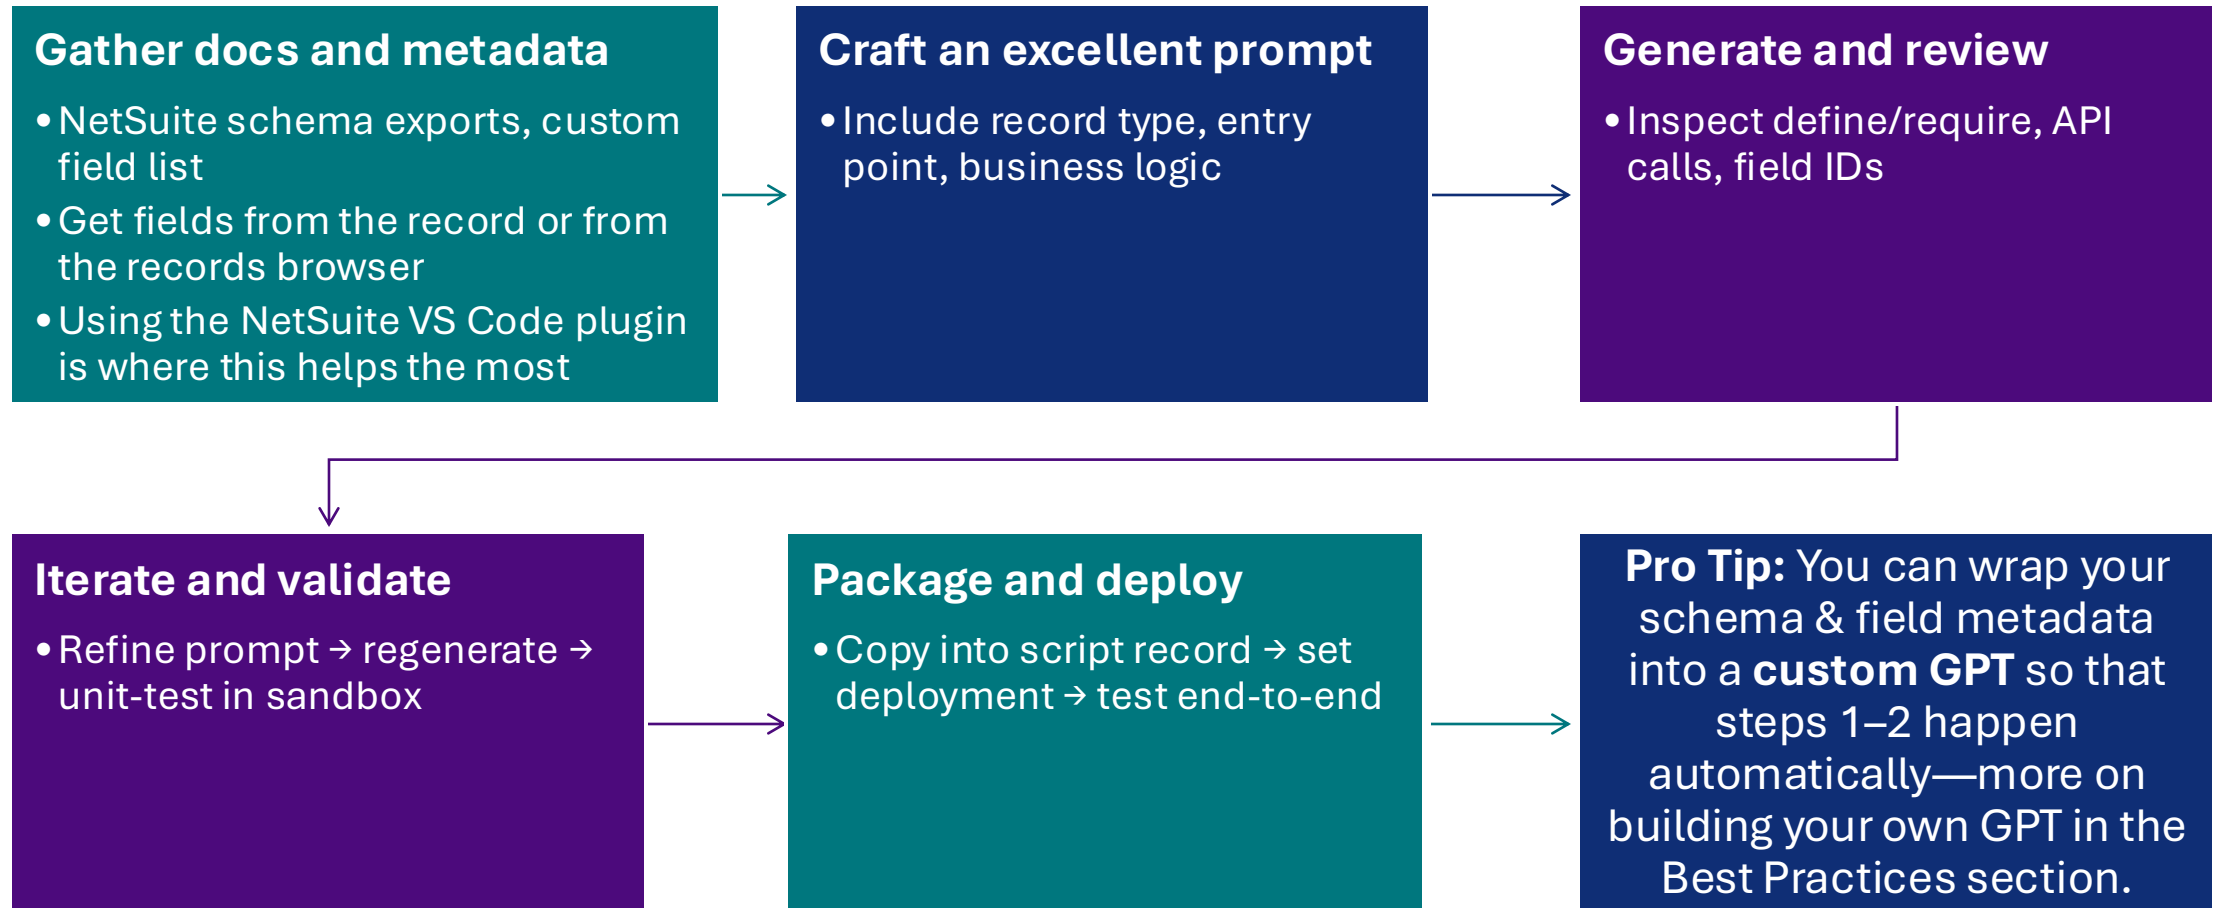 Gather docs and metadata
•NetSuite schema exports, custom
field list
•Get fields from the record or from
the records browser
•Using the NetSuite VS Code plugin
is where this helps the most
Craft an excellent prompt
•Include record type, entry
point, business logic
Generate and review
•Inspect define/require, API
calls, field IDs
Iterate and validate
•Refine prompt → regenerate →
unit-test in sandbox
Package and deploy
•Copy into script record → set
deployment → test end-to-end
Pro Tip: You can wrap your
schema & field metadata
into a custom GPT so that
steps 1–2 happen
automatically—more on
building your own GPT in the
Best Practices section.